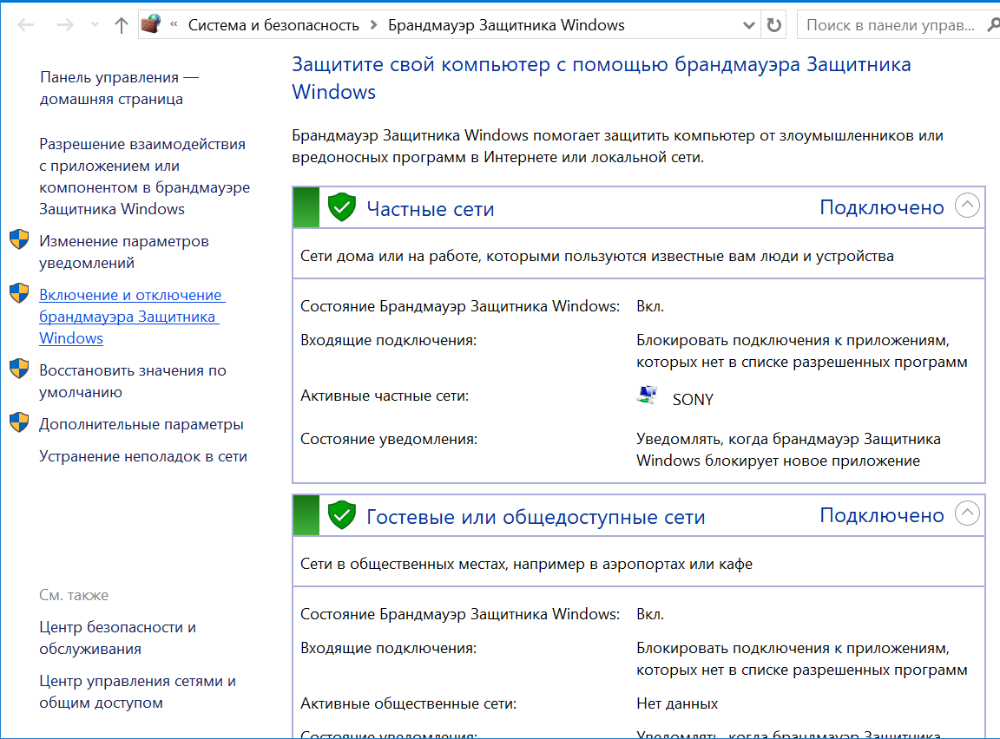 « Система и безопасность > Брандмауэр Защитника Windows
Поиск в панели управ...
Панель управления —
домашняя страница
Разрешение взаимодействия
с приложением или
компонентом в брандмауэре
Защитника Windows
Изменение параметров
уведомлений
Включение и отключение
брандмауэра Защитника
Windows
Восстановить значения по
умолчанию
Дополнительные параметры
Устранение неполадок в сети
См. также
Центр безопасности и
обслуживания
Центр управления сетями и
общим доступом
Защитите свой компьютер с помощью брандмауэра Защитника
Windows
Брандмауэр Защитника Windows помогает защитить компьютер от злоумышленников или
вредоносных программ в Интернете или локальной сети.
Частные сети Подключено
Сети дома или на работе, которыми пользуются известные вам люди и устройства
Состояние Брандмауэр Защитника Windows: Вкл.
Входящие подключения: Блокировать подключения к приложениям,
которых нет в списке разрешенных программ
Активные частные сети: SONY
Состояние уведомления: Уведомлять, когда брандмауэр Защитника
Windows блокирует новое приложение
Гостевые или общедоступные сети Подключено
Сети в общественных местах, например в аэропортах или кафе
Состояние Брандмауэр Защитника Windows: Вкл.
Входящие подключения: Блокировать подключения к приложениям,
которых нет в списке разрешенных программ
Активные общественные сети: Нет данных
Состояние уведомления: Уведомлять, когда брандмауэр Защитника